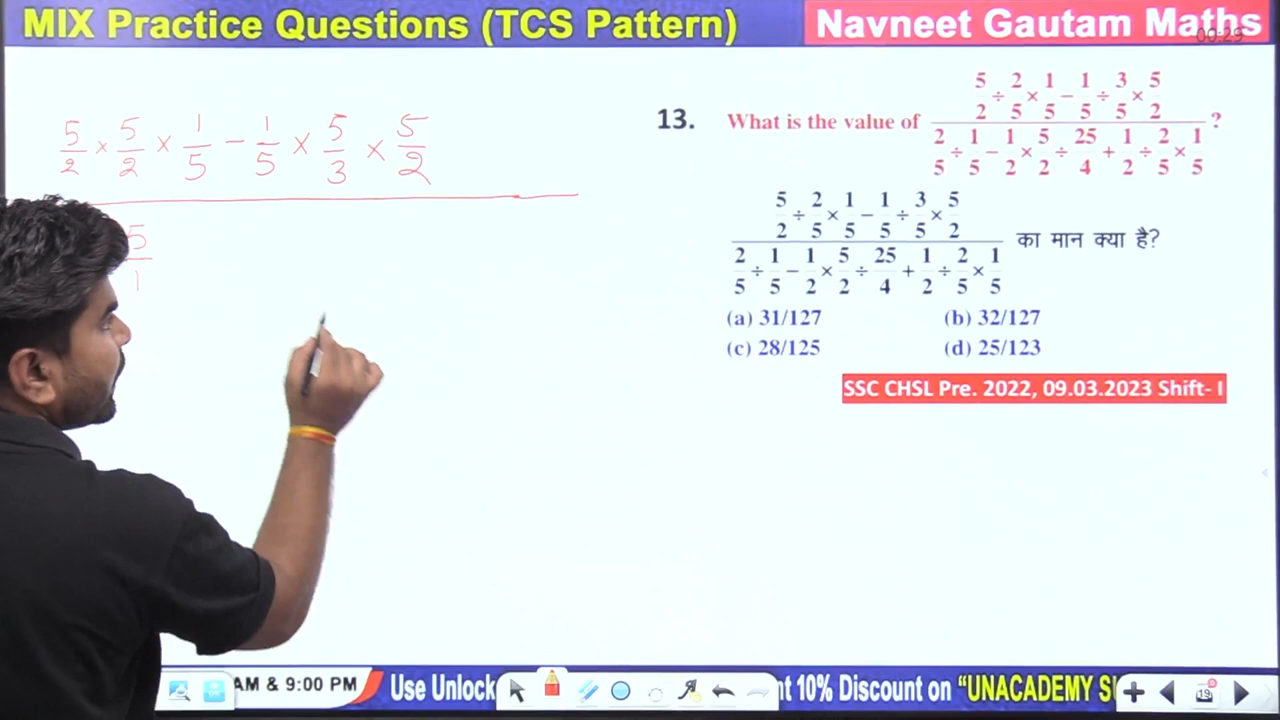 MIX Practice Questions (TCS Pattern)
Navneet Gautam Maths
00:29
5/2 × 5/2 × 1/5 − 1/5 × 5/3 × 5/2
5/1
13. What is the value of (5/2 ÷ 2/5 × 1/5 − 1/5 ÷ 3/5 × 5/2) / (2/5 ÷ 1/5 − 1/2 × 5/2 ÷ 25/4 + 1/2 ÷ 2/5 × 1/5) ?
(5/2 ÷ 2/5 × 1/5 − 1/5 ÷ 3/5 × 5/2) / (2/5 ÷ 1/5 − 1/2 × 5/2 ÷ 25/4 + 1/2 ÷ 2/5 × 1/5) का मान क्या है?
(a) 31/127 (b) 32/127
(c) 28/125 (d) 25/123
SSC CHSL Pre. 2022, 09.03.2023 Shift- I
AM & 9:00 PM
Use Unlock
10% Discount on “UNACADEMY
19